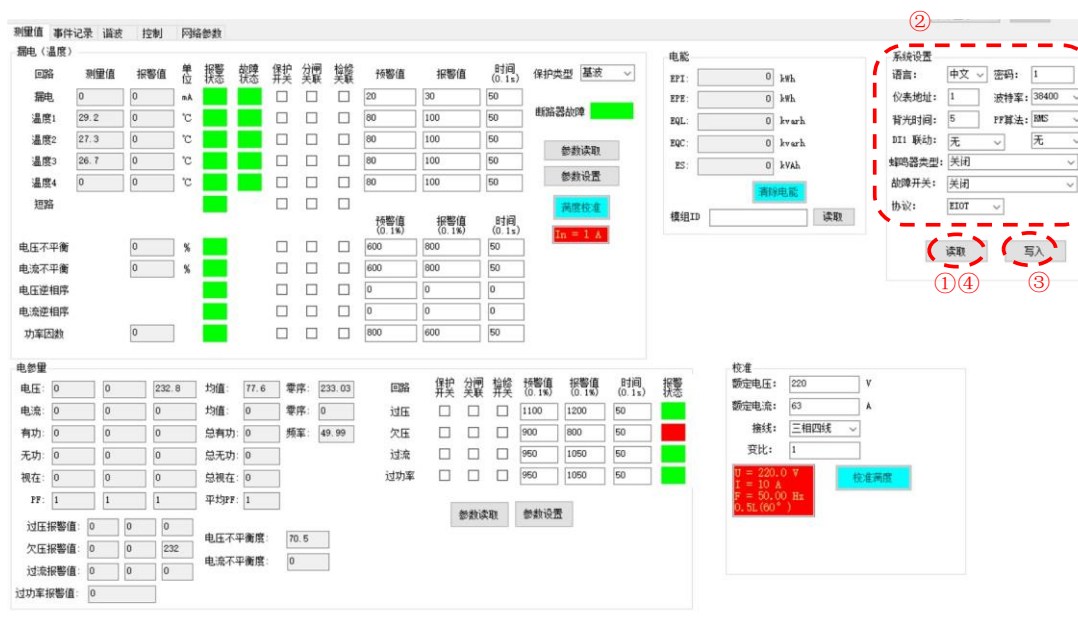 ②
测量值 事件记录 谐波 控制 网络参数
漏电（温度）
回路 测量值 报警值 单位 报警状态 故障状态 保护开关 分闸关联 检修关联 预警值 报警值 时间(0.1s) 保护类型 基波
漏电 0 0 mA 20 30 50
断路器故障
温度1 29.2 0 ℃ 80 100 50
温度2 27.3 0 ℃ 80 100 50
参数读取
温度3 26.7 0 ℃ 80 100 50
参数设置
温度4 0 0 ℃ 80 100 50
短路
满度校准
预警值(0.1%) 报警值(0.1%) 时间(0.1s)
In = 1 A
电压不平衡 0 % 600 800 50
电流不平衡 0 % 600 800 50
电压逆相序 0 0 0
电流逆相序 0 0 0
功率因数 0 800 600 50
电能
EPI: 0 kWh
EPE: 0 kWh
EQL: 0 kvarh
EQC: 0 kvarh
ES: 0 kVAh
清除电能
模组ID 读取
系统设置
语言: 中文 密码: 1
仪表地址: 1 波特率: 38400
背光时间: 5 PF算法: RMS
DI1 联动: 无 无
蜂鸣器类型: 关闭
故障开关: 关闭
协议: EIOT
读取 写入
①④ ③
电参量
电压: 0 0 232.8 均值: 77.6 零序: 233.03
电流: 0 0 0 均值: 0 零序: 0
有功: 0 0 0 总有功: 0 频率: 49.99
无功: 0 0 0 总无功: 0
视在: 0 0 0 总视在: 0
PF: 1 1 1 平均PF: 1
过压报警值: 0 0 0
欠压报警值: 0 0 232
过流报警值: 0 0 0
过功率报警值: 0
电压不平衡度: 70.5
电流不平衡度: 0
回路 保护开关 分闸关联 检修开关 预警值(0.1%) 报警值(0.1%) 时间(0.1s) 报警状态
过压 1100 1200 50
欠压 900 800 50
过流 950 1050 50
过功率 950 1050 50
参数读取 参数设置
校准
额定电压: 220 V
额定电流: 63 A
接线: 三相四线
变比: 1
U = 220.0 V
I = 10 A
F = 50.00 Hz
0.5L(60°)
校准满度